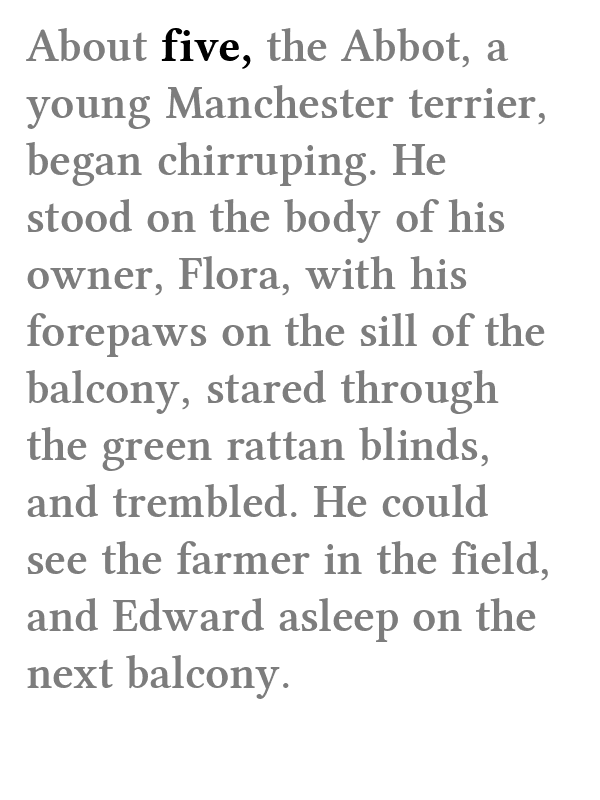 About five, the Abbot, a
young Manchester terrier,
began chirruping. He
stood on the body of his
owner, Flora, with his
forepaws on the sill of the
balcony, stared through
the green rattan blinds,
and trembled. He could
see the farmer in the field,
and Edward asleep on the
next balcony.